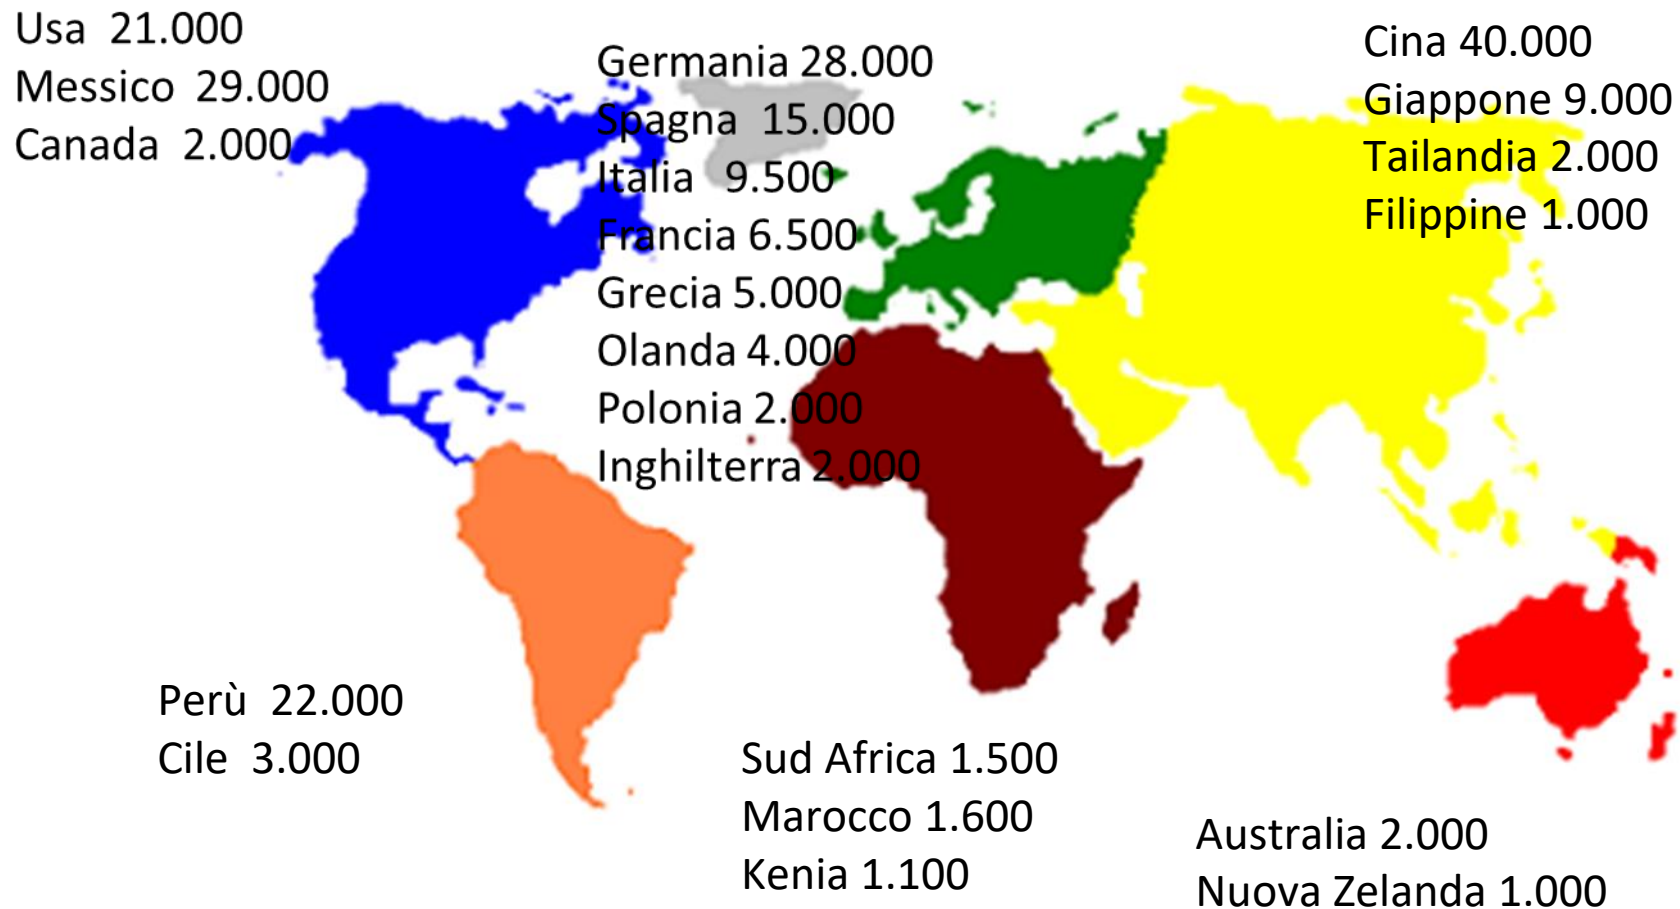 Usa 21.000
Messico 29.000
Canada 2.000
Germania 28.000
Spagna 15.000
Italia 9.500
Francia 6.500
Grecia 5.000
Olanda 4.000
Polonia 2.000
Inghilterra 2.000
Cina 40.000
Giappone 9.000
Tailandia 2.000
Filippine 1.000
Perù 22.000
Cile 3.000
Sud Africa 1.500
Marocco 1.600
Kenia 1.100
Australia 2.000
Nuova Zelanda 1.000